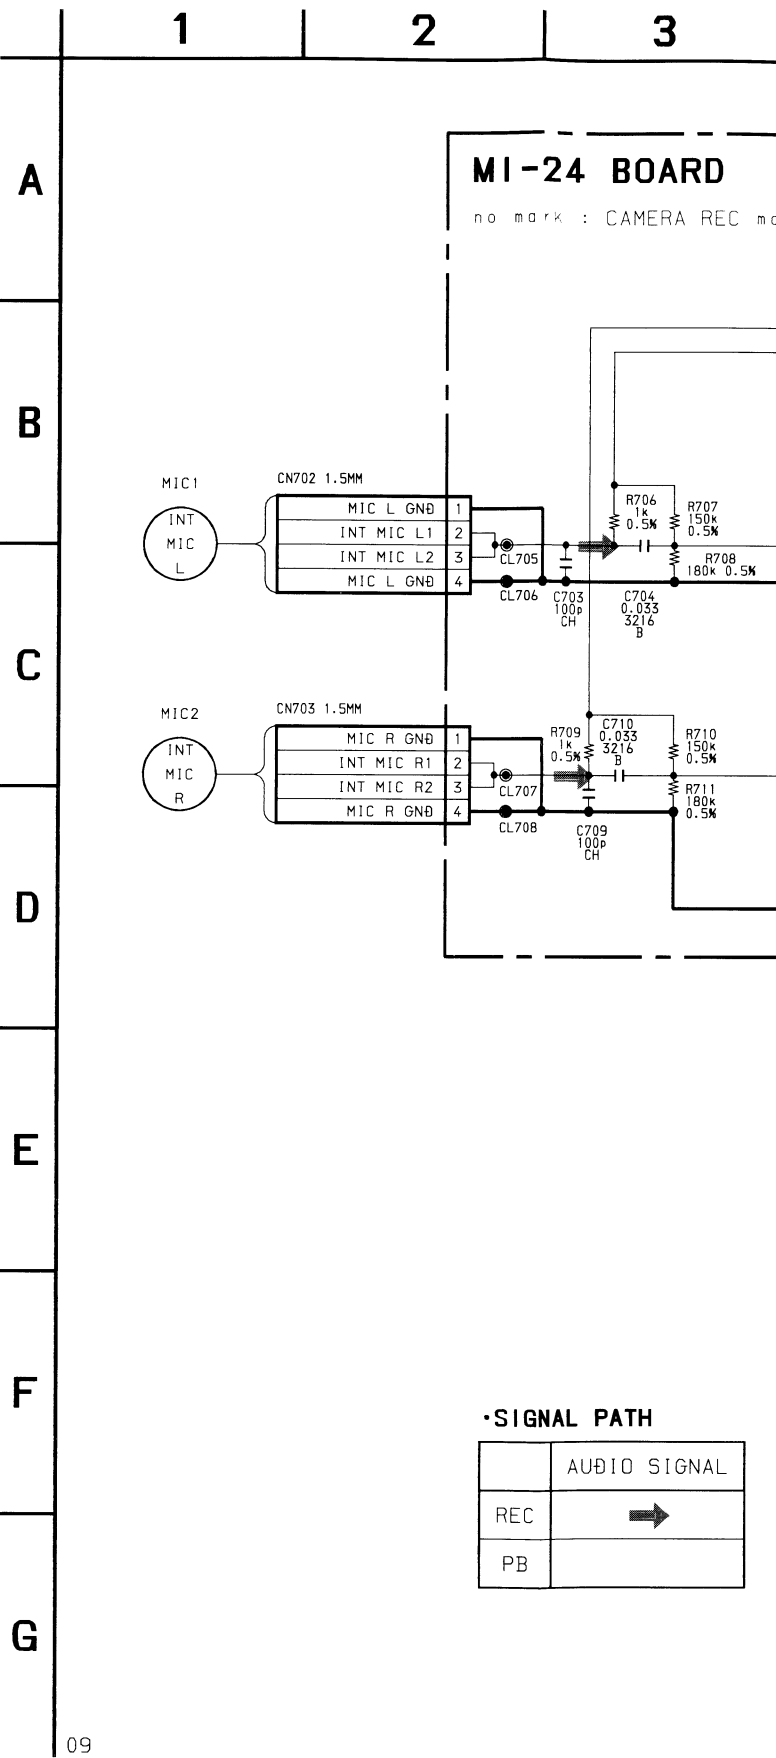 1 2 3
A
MI-24 BOARD
no mark : CAMERA REC mo
B
MIC1
INT
MIC
L
CN702 1.5MM
MIC L GND 1
INT MIC L1 2
INT MIC L2 3
MIC L GND 4
CL705
CL706
C703
100p
CH
R706
1k
0.5%
R707
150k
0.5%
R708
180k 0.5%
C704
0.033
3216
B
C
MIC2
INT
MIC
R
CN703 1.5MM
MIC R GND 1
INT MIC R1 2
INT MIC R2 3
MIC R GND 4
CL707
CL708
R709
1k
0.5%
C710
0.033
3216
B
R710
150k
0.5%
R711
180k
0.5%
C709
100p
CH
D
E
F
•SIGNAL PATH
AUDIO SIGNAL
REC
PB
G
09